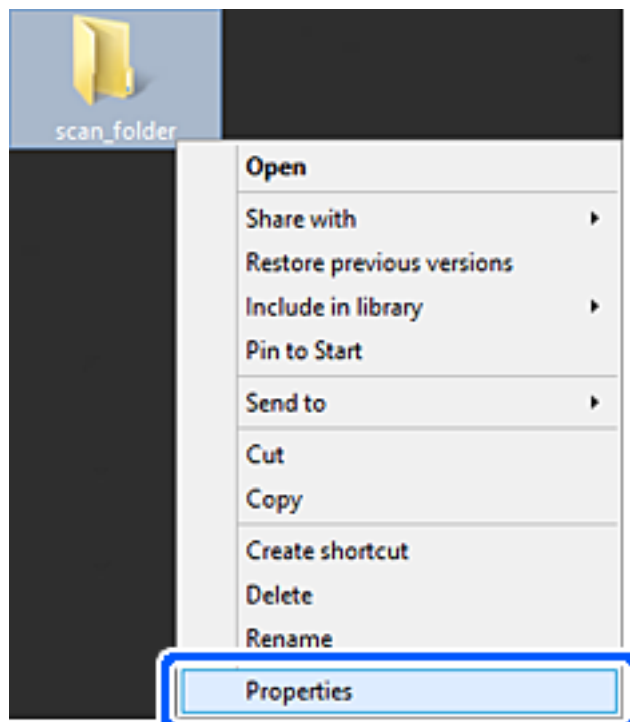 scan_folder
Open
Share with
Restore previous versions
Include in library
Pin to Start
Send to
Cut
Copy
Create shortcut
Delete
Rename
Properties